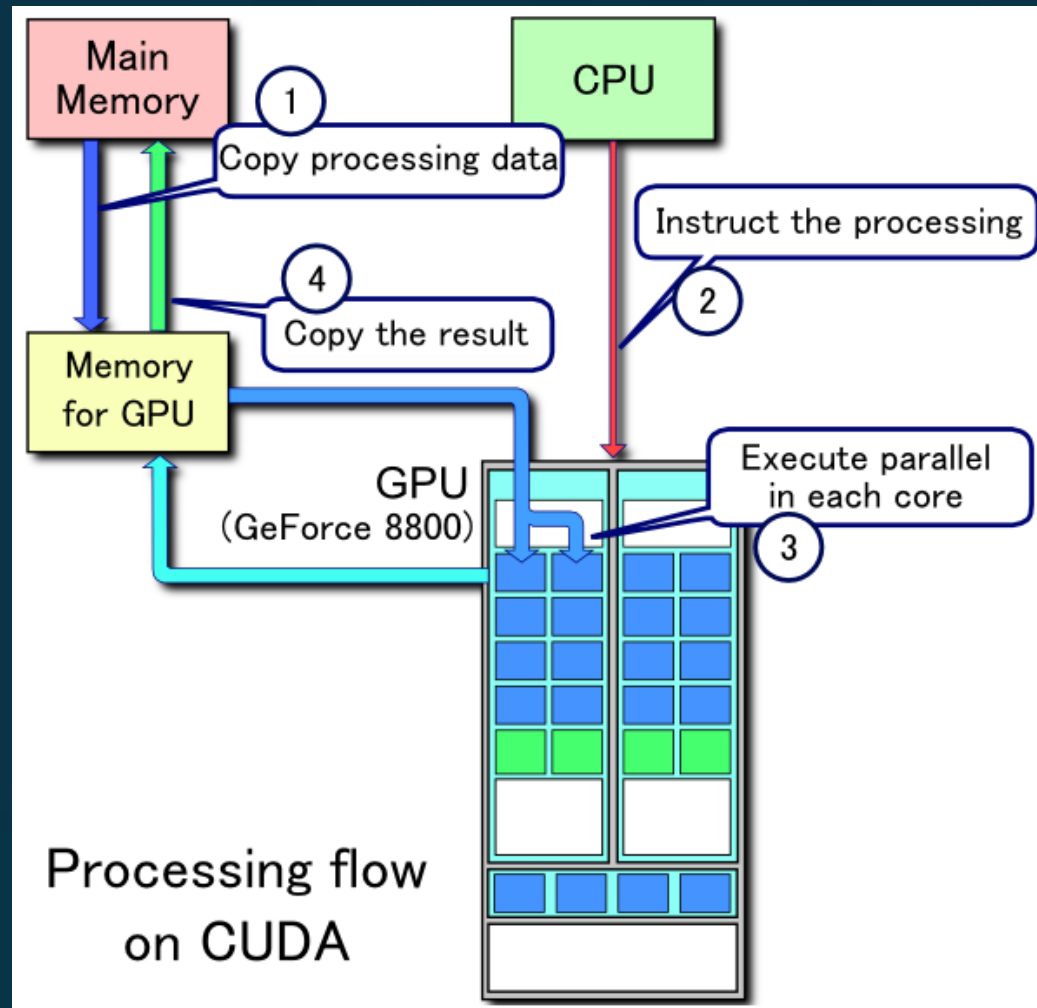 Main
Memory
CPU
1
Copy processing data
Instruct the processing
2
4
Copy the result
Memory
for GPU
GPU
(GeForce 8800)
Execute parallel
in each core
3
Processing flow
on CUDA